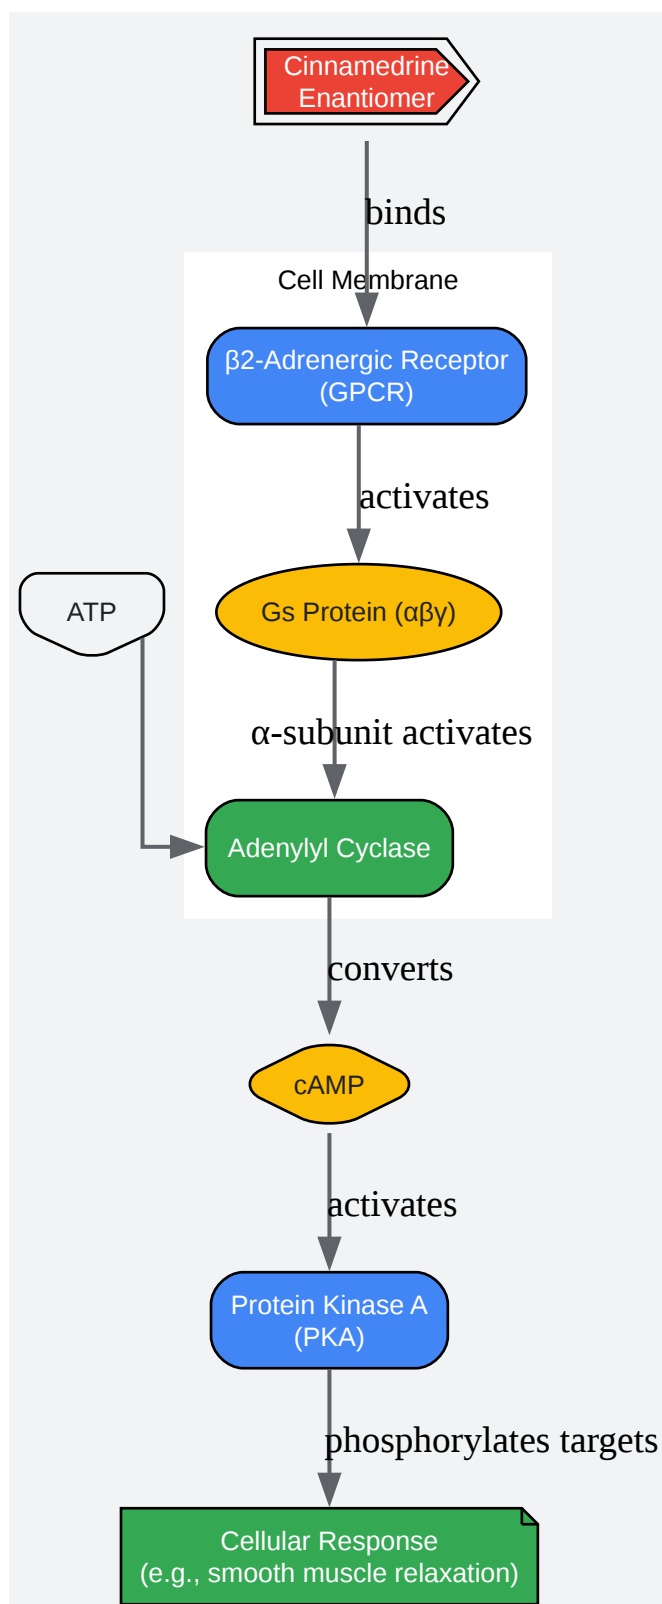 Cinnamedrine
Enantiomer
binds
Cell Membrane
β2-Adrenergic Receptor
(GPCR)
activates
ATP
Gs Protein (αβγ)
α-subunit activates
Adenylyl Cyclase
converts
cAMP
activates
Protein Kinase A
(PKA)
phosphorylates targets
Cellular Response
(e.g., smooth muscle relaxation)